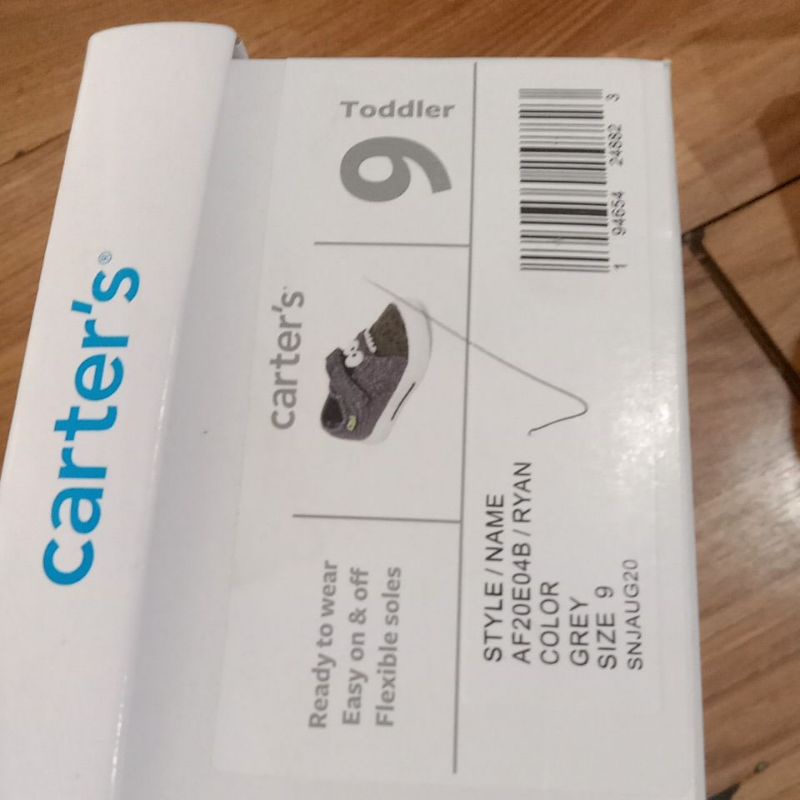 carter's®
Ready to wear
Easy on & off
Flexible soles
carter's
Toddler
9
STYLE / NAME
AF20E04B / RYAN
COLOR
GREY
SIZE 9
SNJAUG20
1 94654 24882 3